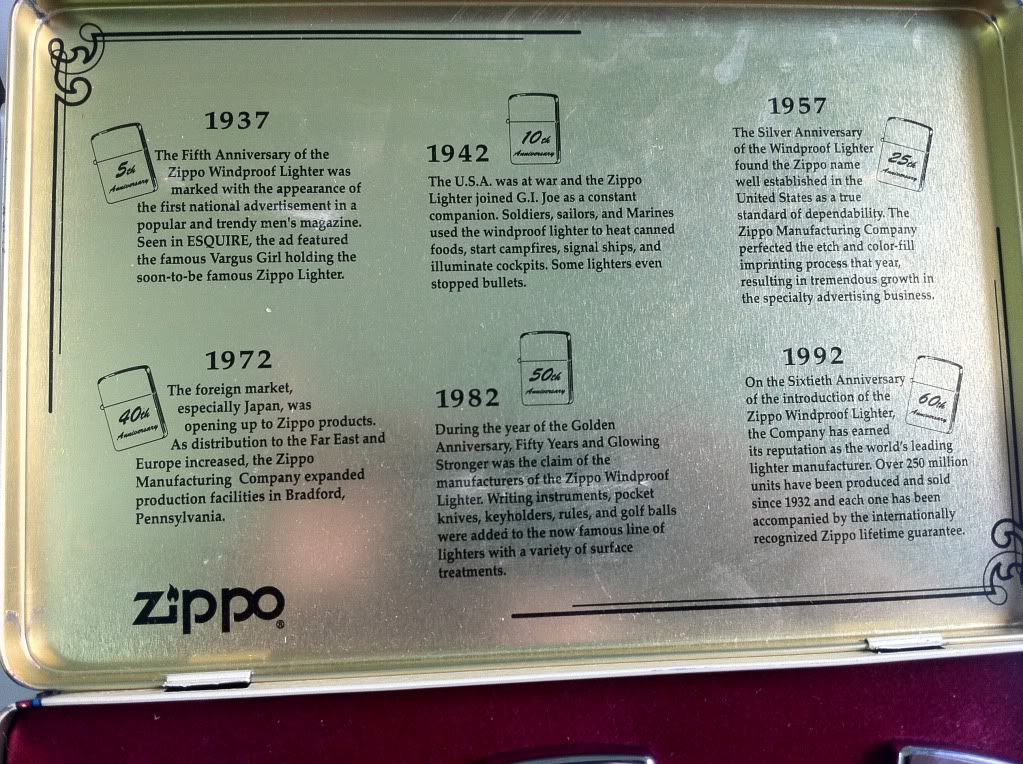 1937
5th
Anniversary
The Fifth Anniversary of the
Zippo Windproof Lighter was
marked with the appearance of
the first national advertisement in a
popular and trendy men's magazine.
Seen in ESQUIRE, the ad featured
the famous Vargus Girl holding the
soon-to-be famous Zippo Lighter.
1942
10th
Anniversary
The U.S.A. was at war and the Zippo
Lighter joined G.I. Joe as a constant
companion. Soldiers, sailors, and Marines
used the windproof lighter to heat canned
foods, start campfires, signal ships, and
illuminate cockpits. Some lighters even
stopped bullets.
1957
25th
Anniversary
The Silver Anniversary
of the Windproof Lighter
found the Zippo name
well established in the
United States as a true
standard of dependability. The
Zippo Manufacturing Company
perfected the etch and color-fill
imprinting process that year,
resulting in tremendous growth in
the specialty advertising business.
1972
40th
Anniversary
The foreign market,
especially Japan, was
opening up to Zippo products.
As distribution to the Far East and
Europe increased, the Zippo
Manufacturing Company expanded
production facilities in Bradford,
Pennsylvania.
1982
50th
Anniversary
During the year of the Golden
Anniversary, Fifty Years and Glowing
Stronger was the claim of the
manufacturers of the Zippo Windproof
Lighter. Writing instruments, pocket
knives, keyholders, rules, and golf balls
were added to the now famous line of
lighters with a variety of surface
treatments.
1992
60th
Anniversary
On the Sixtieth Anniversary
of the introduction of the
Zippo Windproof Lighter,
the Company has earned
its reputation as the world's leading
lighter manufacturer. Over 250 million
units have been produced and sold
since 1932 and each one has been
accompanied by the internationally
recognized Zippo lifetime guarantee.
zippo®